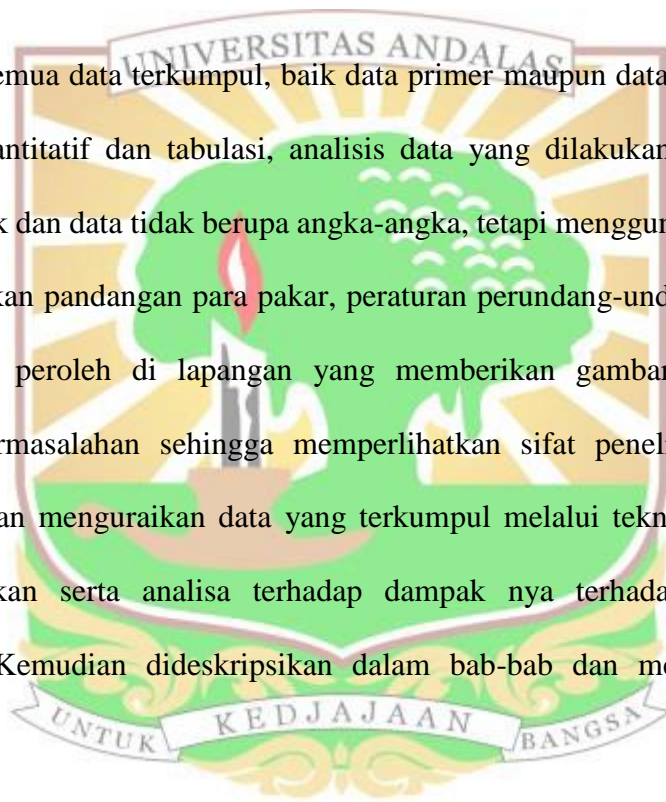 UNIVERSITAS ANDALAS
emua data terkumpul, baik data primer maupun data
antitatif dan tabulasi, analisis data yang dilakukan
k dan data tidak berupa angka-angka, tetapi menggun
kan pandangan para pakar, peraturan perundang-und
peroleh di lapangan yang memberikan gambar
rmasalahan sehingga memperlihatkan sifat peneli
an menguraikan data yang terkumpul melalui tekn
kan serta analisa terhadap dampak nya terhada
Kemudian dideskripsikan dalam bab-bab dan me
UNTUK KEDJAJAAN BANGSA